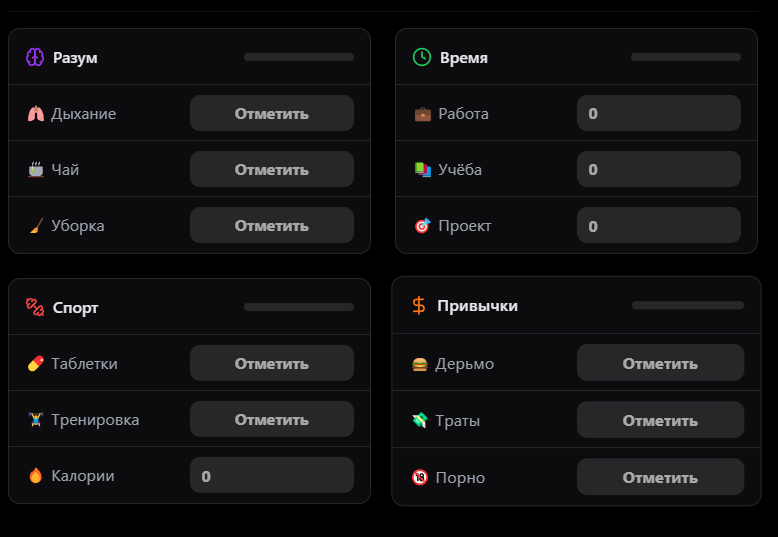 Разум
Дыхание Отметить
Чай Отметить
Уборка Отметить
Время
Работа 0
Учёба 0
Проект 0
Спорт
Таблетки Отметить
Тренировка Отметить
Калории 0
Привычки
Дерьмо Отметить
Траты Отметить
Порно Отметить